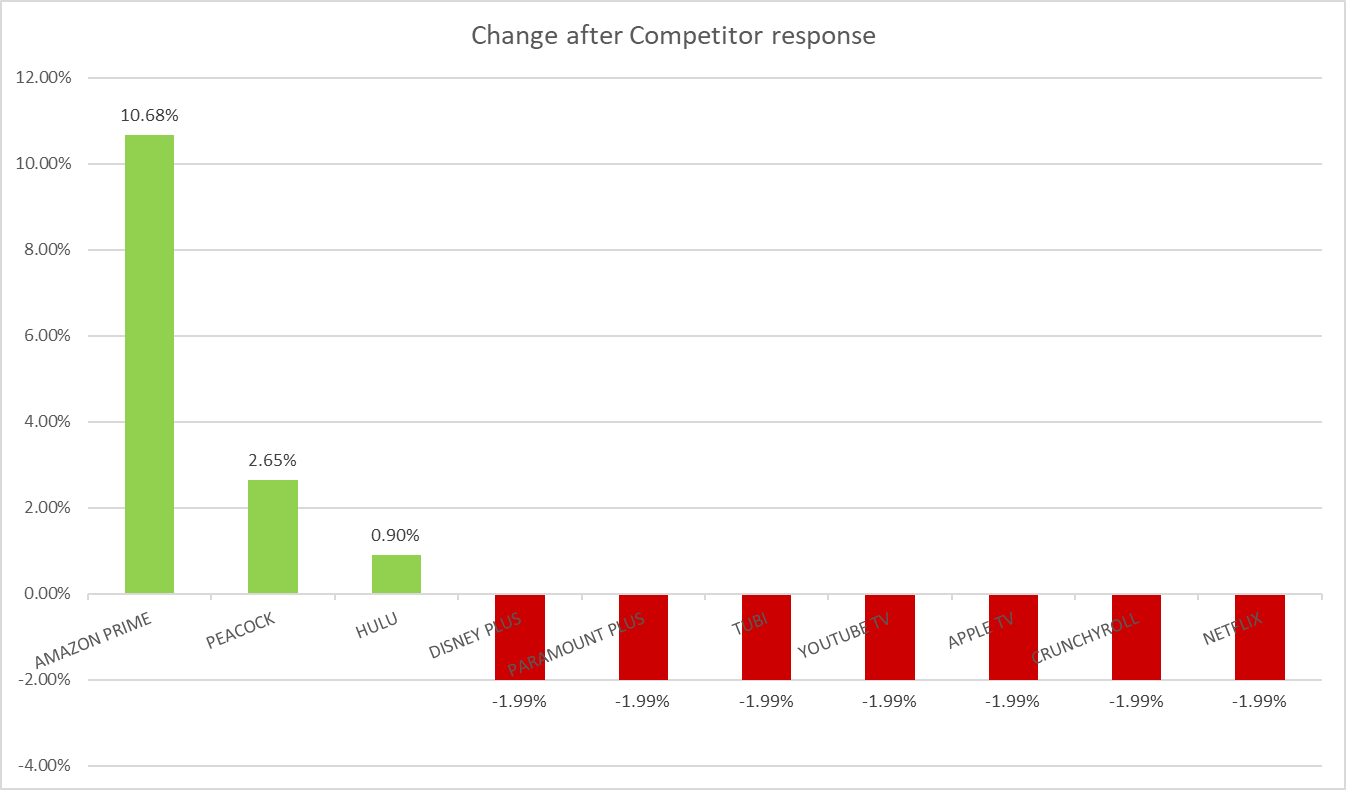 Change after Competitor response
12.00%
10.00%
8.00%
6.00%
4.00%
2.00%
0.00%
-2.00%
-4.00%
10.68%
2.65%
0.90%
-1.99%
-1.99%
-1.99%
-1.99%
-1.99%
-1.99%
-1.99%
AMAZON PRIME
PEACOCK
HULU
DISNEY PLUS
PARAMOUNT PLUS
TUBI
YOUTUBE TV
APPLE TV
CRUNCHYROLL
NETFLIX